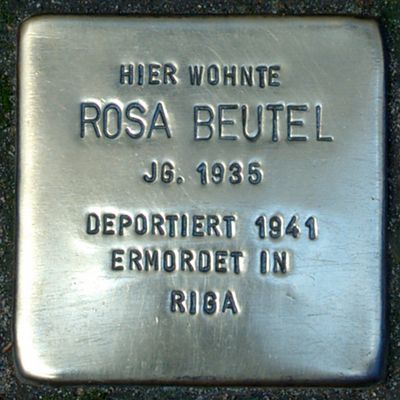 HIER WOHNTE
ROSA BEUTEL
JG. 1935
DEPORTIERT 1941
ERMORDET IN
RIGA